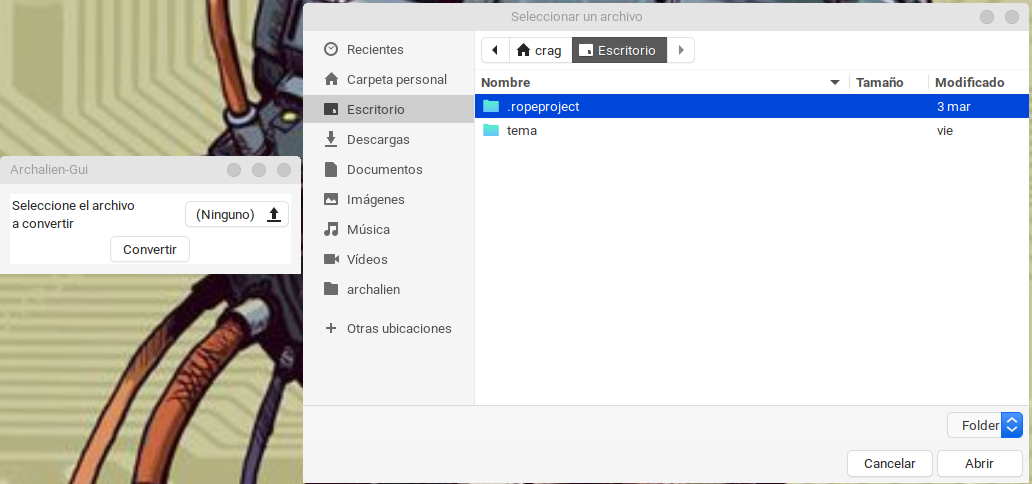 Seleccionar un archivo
Recientes
Carpeta personal
Escritorio
Descargas
Documentos
Imágenes
Música
Vídeos
archalien
Otras ubicaciones
crag
Escritorio
Nombre Tamaño Modificado
.ropeproject 3 mar
tema vie
Folder
Cancelar Abrir
Archalien-Gui
Seleccione el archivo
a convertir
(Ninguno)
Convertir